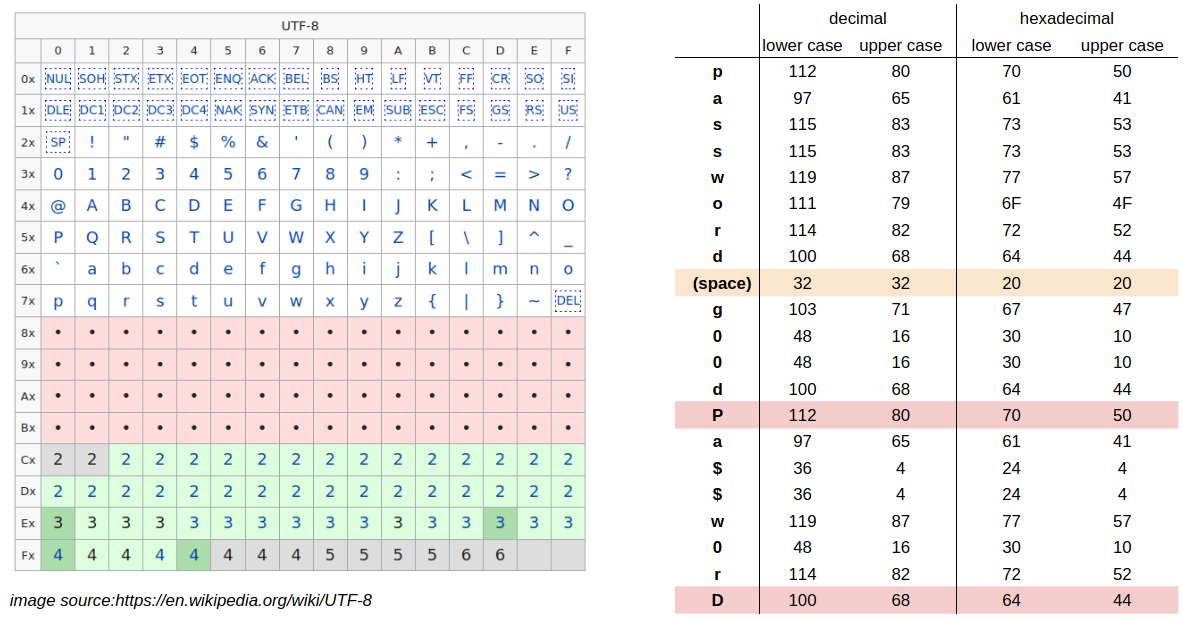 UTF-8
0 1 2 3 4 5 6 7 8 9 A B C D E F
0x NUL SOH STX ETX EOT ENQ ACK BEL BS HT LF VT FF CR SO SI
1x DLE DC1 DC2 DC3 DC4 NAK SYN ETB CAN EM SUB ESC FS GS RS US
2x SP ! " # $ % & ' ( ) * + , - . /
3x 0 1 2 3 4 5 6 7 8 9 : ; < = > ?
4x @ A B C D E F G H I J K L M N O
5x P Q R S T U V W X Y Z [ \ ] ^ _
6x ` a b c d e f g h i j k l m n o
7x p q r s t u v w x y z { | } ~ DEL
8x • • • • • • • • • • • • • • • •
9x • • • • • • • • • • • • • • • •
Ax • • • • • • • • • • • • • • • •
Bx • • • • • • • • • • • • • • • •
Cx 2 2 2 2 2 2 2 2 2 2 2 2 2 2 2 2
Dx 2 2 2 2 2 2 2 2 2 2 2 2 2 2 2 2
Ex 3 3 3 3 3 3 3 3 3 3 3 3 3 3 3 3
Fx 4 4 4 4 4 4 4 4 5 5 5 5 6 6
image source:https://en.wikipedia.org/wiki/UTF-8
decimal hexadecimal
lower case upper case lower case upper case
p 112 80 70 50
a 97 65 61 41
s 115 83 73 53
s 115 83 73 53
w 119 87 77 57
o 111 79 6F 4F
r 114 82 72 52
d 100 68 64 44
(space) 32 32 20 20
g 103 71 67 47
0 48 16 30 10
0 48 16 30 10
d 100 68 64 44
P 112 80 70 50
a 97 65 61 41
$ 36 4 24 4
$ 36 4 24 4
w 119 87 77 57
0 48 16 30 10
r 114 82 72 52
D 100 68 64 44